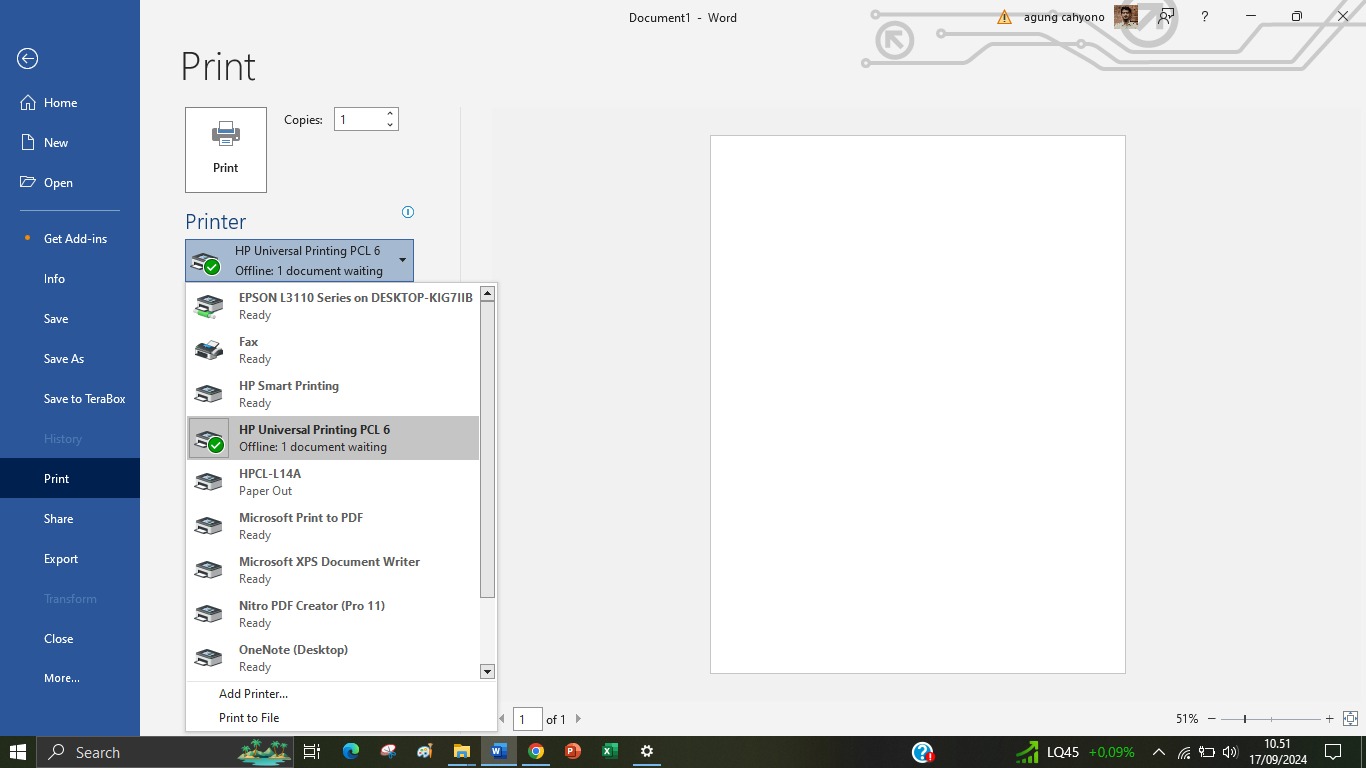 Document1 - Word
agung cahyono
?
Print
Home
New
Open
Get Add-ins
Info
Save
Save As
Save to TeraBox
History
Print
Share
Export
Transform
Close
More...
Print
Copies: 1
Printer
HP Universal Printing PCL 6
Offline: 1 document waiting
EPSON L3110 Series on DESKTOP-KIG7IIB
Ready
Fax
Ready
HP Smart Printing
Ready
HP Universal Printing PCL 6
Offline: 1 document waiting
HPCL-L14A
Paper Out
Microsoft Print to PDF
Ready
Microsoft XPS Document Writer
Ready
Nitro PDF Creator (Pro 11)
Ready
OneNote (Desktop)
Ready
Add Printer...
Print to File
1 of 1
51%
Search
LQ45 +0,09%
10.51
17/09/2024